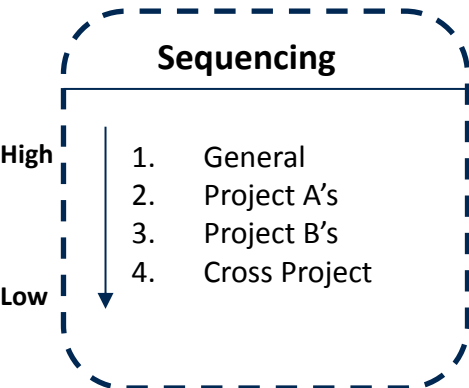 Sequencing
High
1. General
2. Project A’s
3. Project B’s
4. Cross Project
Low